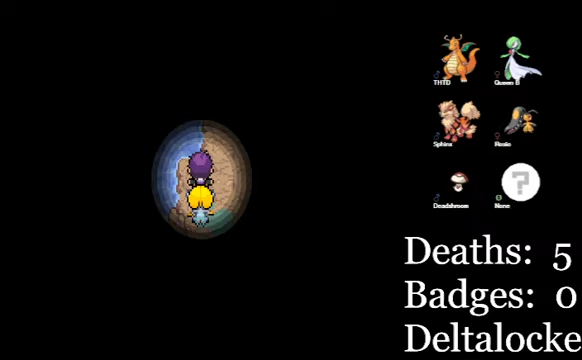 THTD Queen B
Sphinx Rosie
Deadshroom None
?
Deaths: 5
Badges: 0
Deltalocke